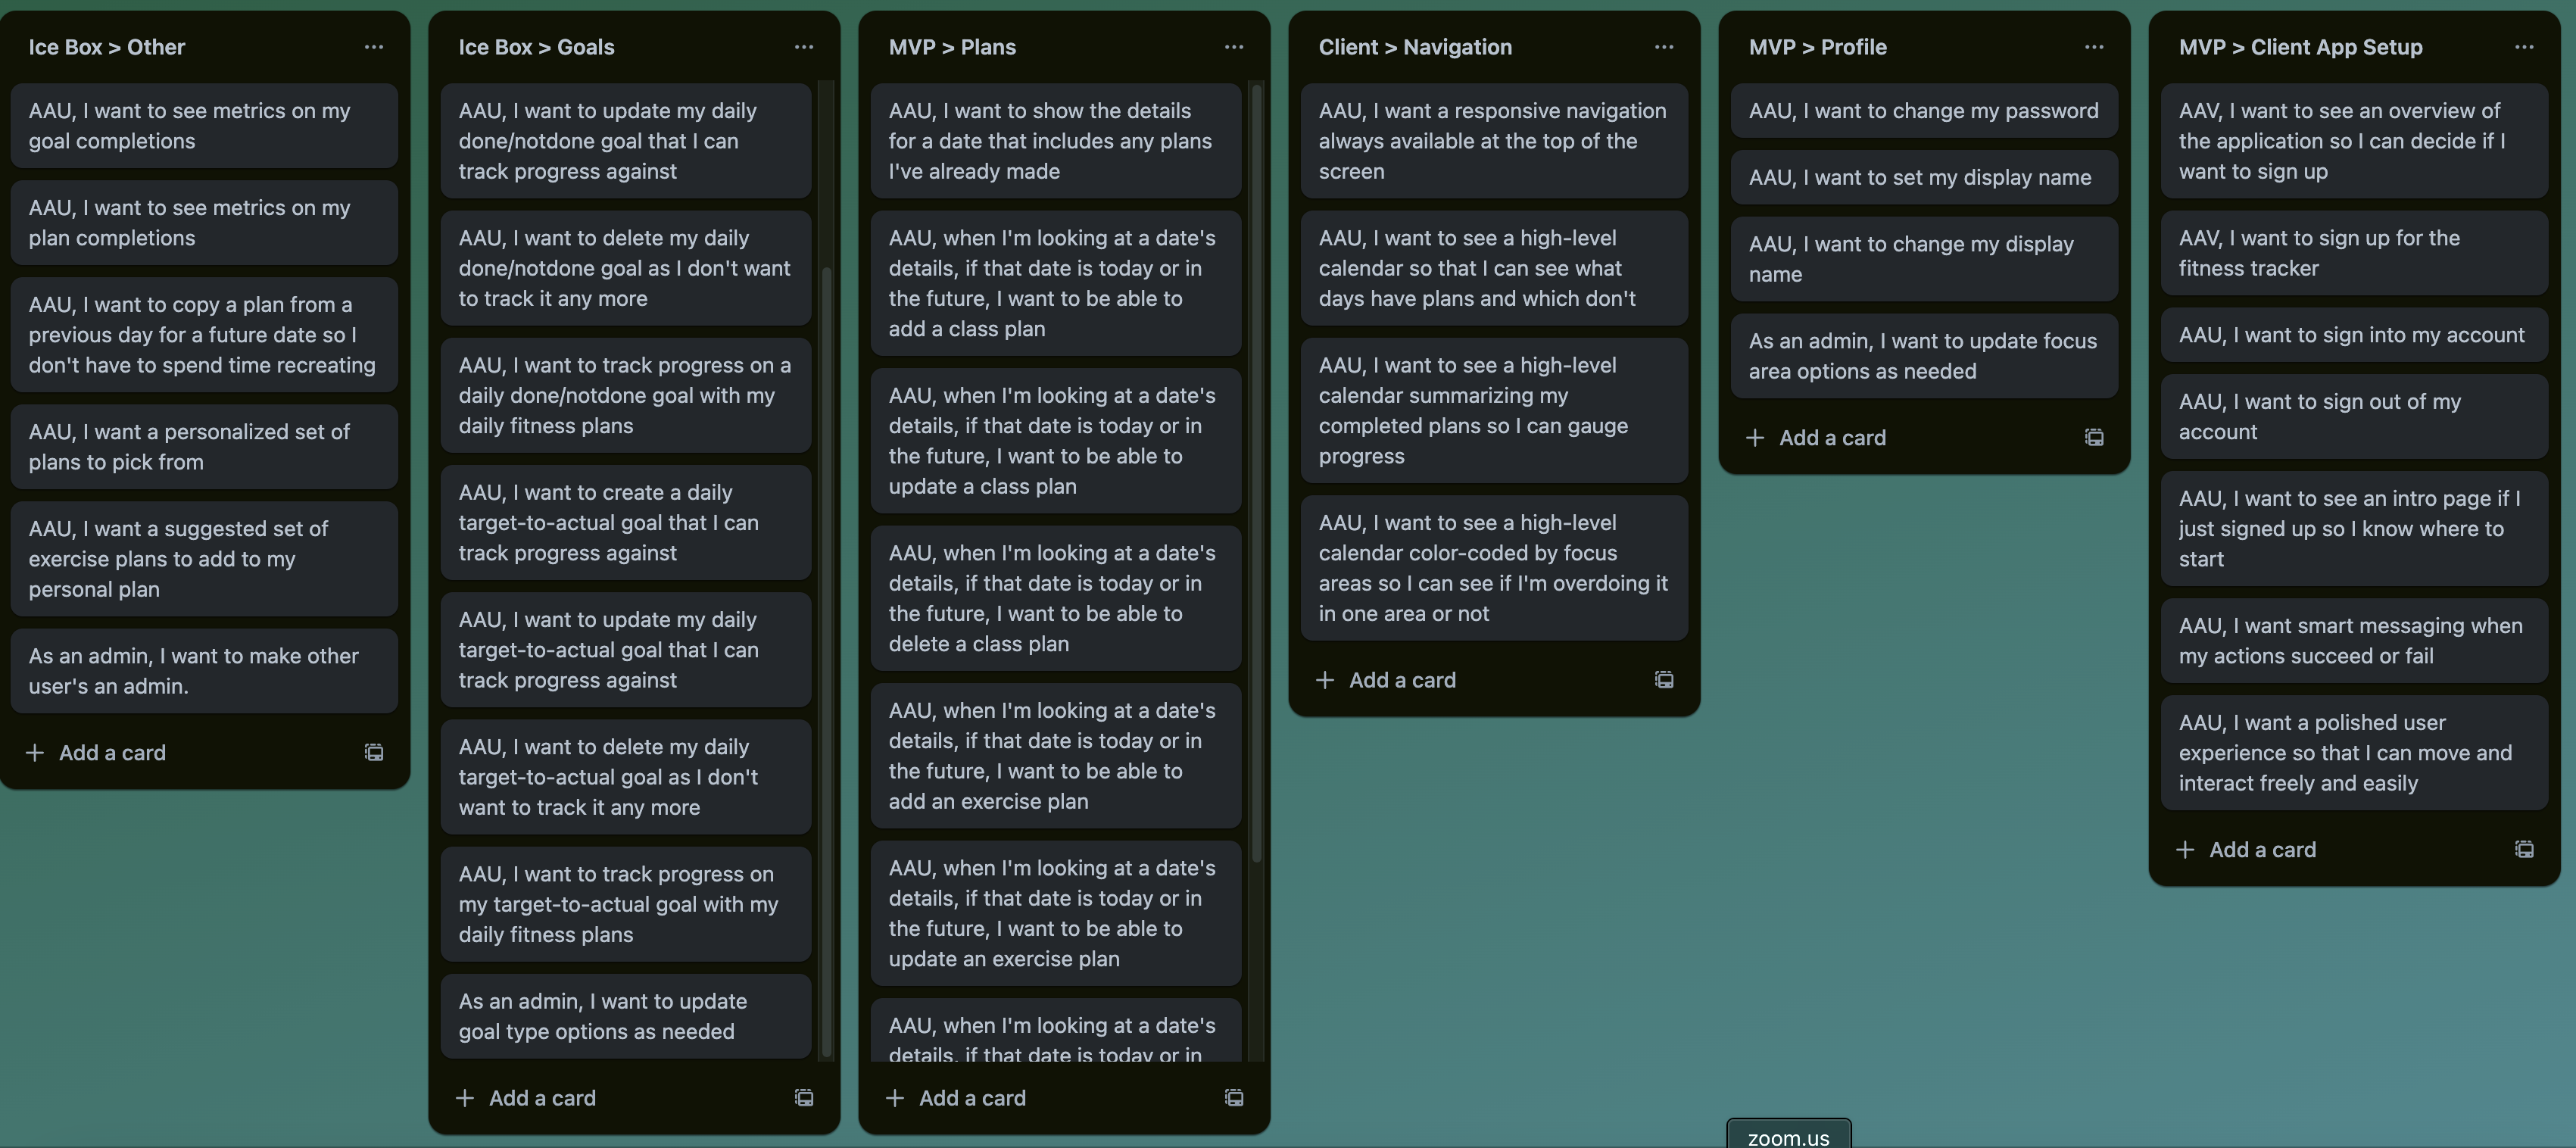 Ice Box > Other
AAU, I want to see metrics on my
goal completions
AAU, I want to see metrics on my
plan completions
AAU, I want to copy a plan from a
previous day for a future date so I
don't have to spend time recreating
AAU, I want a personalized set of
plans to pick from
AAU, I want a suggested set of
exercise plans to add to my
personal plan
As an admin, I want to make other
user's an admin.
Add a card
Ice Box > Goals
AAU, I want to update my daily
done/notdone goal that I can
track progress against
AAU, I want to delete my daily
done/notdone goal as I don't want
to track it any more
AAU, I want to track progress on a
daily done/notdone goal with my
daily fitness plans
AAU, I want to create a daily
target-to-actual goal that I can
track progress against
AAU, I want to update my daily
target-to-actual goal that I can
track progress against
AAU, I want to delete my daily
target-to-actual goal as I don't
want to track it any more
AAU, I want to track progress on
my target-to-actual goal with my
daily fitness plans
As an admin, I want to update
goal type options as needed
Add a card
MVP > Plans
AAU, I want to show the details
for a date that includes any plans
I've already made
AAU, when I'm looking at a date's
details, if that date is today or in
the future, I want to be able to
add a class plan
AAU, when I'm looking at a date's
details, if that date is today or in
the future, I want to be able to
update a class plan
AAU, when I'm looking at a date's
details, if that date is today or in
the future, I want to be able to
delete a class plan
AAU, when I'm looking at a date's
details, if that date is today or in
the future, I want to be able to
add an exercise plan
AAU, when I'm looking at a date's
details, if that date is today or in
the future, I want to be able to
update an exercise plan
AAU, when I'm looking at a date's
details, if that date is today or in
Add a card
Client > Navigation
AAU, I want a responsive navigation
always available at the top of the
screen
AAU, I want to see a high-level
calendar so that I can see what
days have plans and which don't
AAU, I want to see a high-level
calendar summarizing my
completed plans so I can gauge
progress
AAU, I want to see a high-level
calendar color-coded by focus
areas so I can see if I'm overdoing it
in one area or not
Add a card
MVP > Profile
AAU, I want to change my password
AAU, I want to set my display name
AAU, I want to change my display
name
As an admin, I want to update focus
area options as needed
Add a card
MVP > Client App Setup
AAV, I want to see an overview of
the application so I can decide if I
want to sign up
AAV, I want to sign up for the
fitness tracker
AAU, I want to sign into my account
AAU, I want to sign out of my
account
AAU, I want to see an intro page if I
just signed up so I know where to
start
AAU, I want smart messaging when
my actions succeed or fail
AAU, I want a polished user
experience so that I can move and
interact freely and easily
Add a card
zoom.us